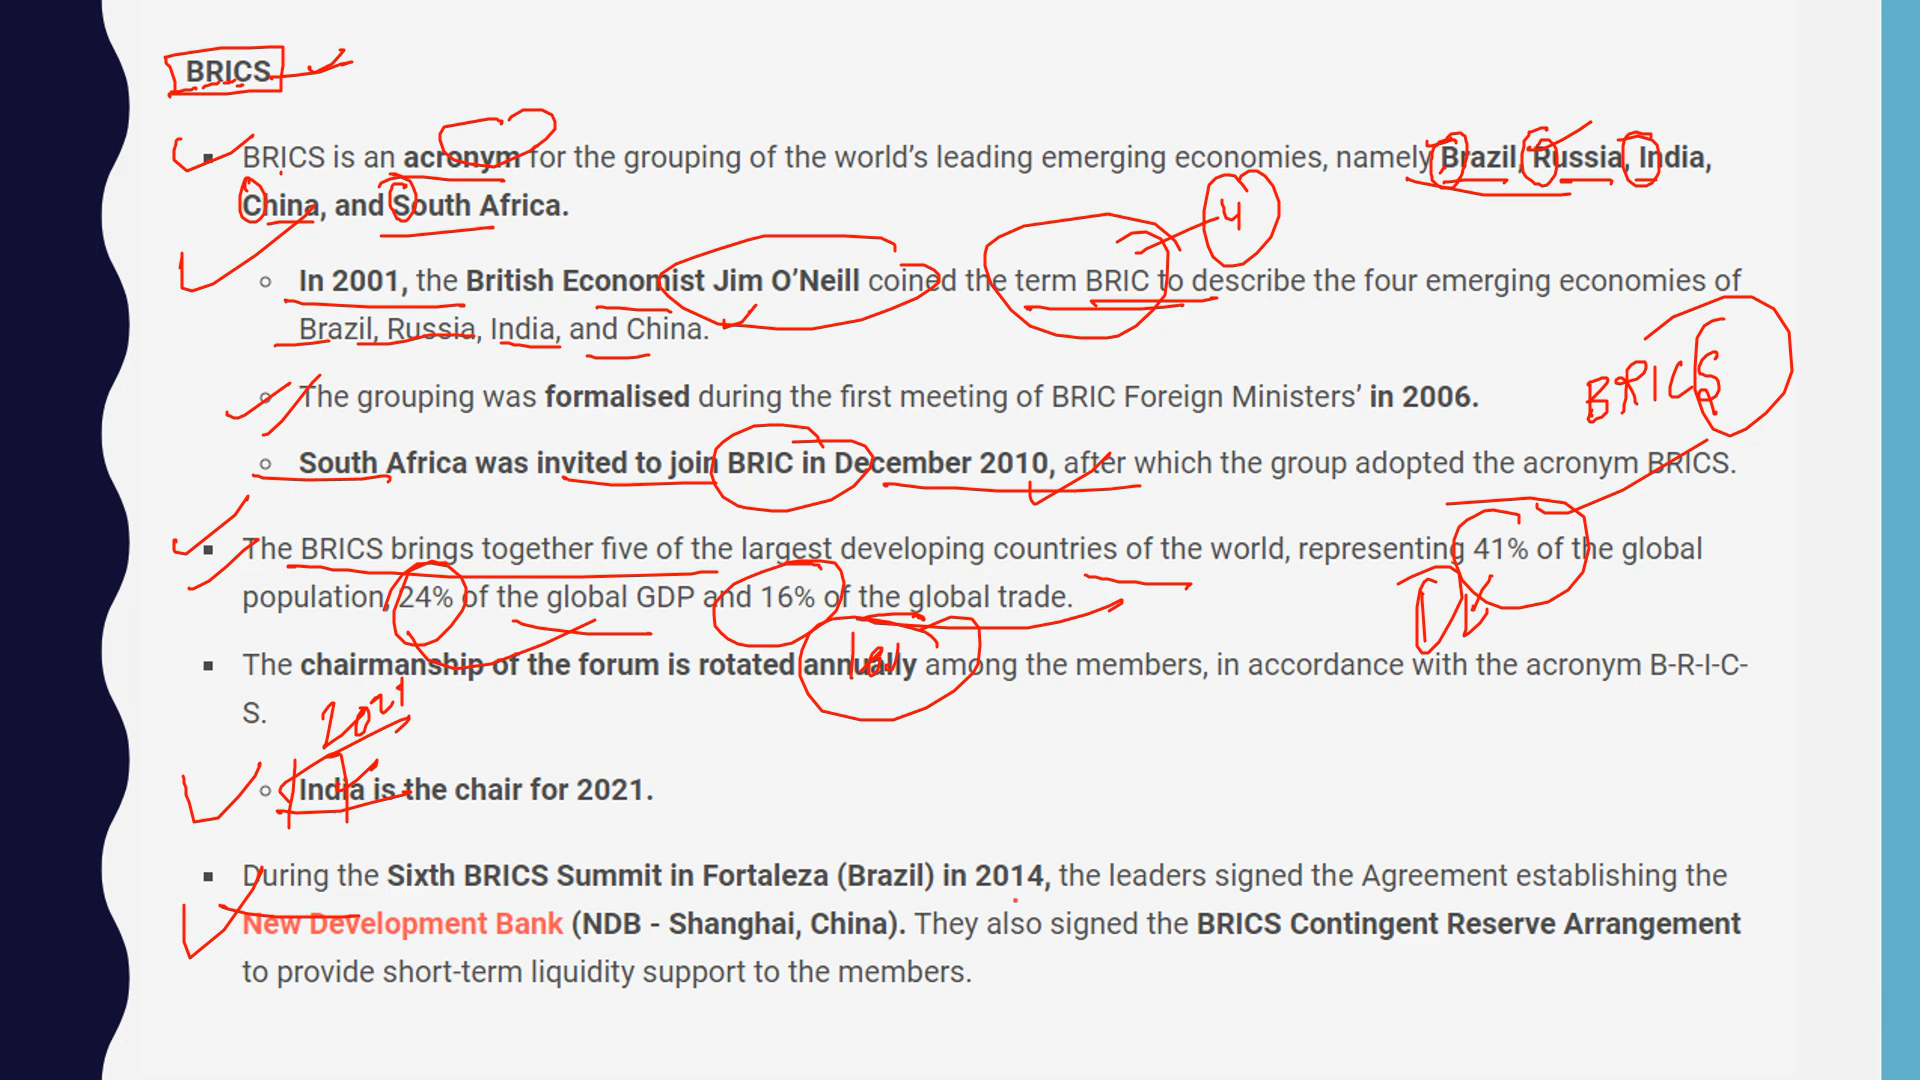 BRICS
BRICS is an acronym for the grouping of the world’s leading emerging economies, namely Brazil, Russia, India,
China, and South Africa.
4
In 2001, the British Economist Jim O’Neill coined the term BRIC to describe the four emerging economies of
Brazil, Russia, India, and China.
BRICS
The grouping was formalised during the first meeting of BRIC Foreign Ministers’ in 2006.
South Africa was invited to join BRIC in December 2010, after which the group adopted the acronym BRICS.
The BRICS brings together five of the largest developing countries of the world, representing 41% of the global
population, 24% of the global GDP and 16% of the global trade.
The chairmanship of the forum is rotated annually among the members, in accordance with the acronym B-R-I-C-
S.
2021
India is the chair for 2021.
During the Sixth BRICS Summit in Fortaleza (Brazil) in 2014, the leaders signed the Agreement establishing the
New Development Bank (NDB - Shanghai, China). They also signed the BRICS Contingent Reserve Arrangement
to provide short-term liquidity support to the members.